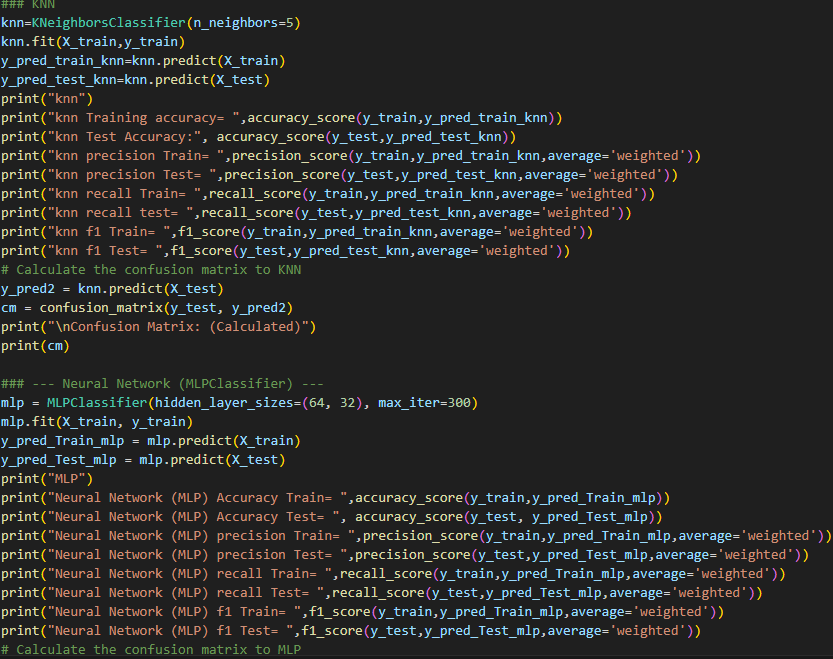 ### KNN
knn=KNeighborsClassifier(n_neighbors=5)
knn.fit(X_train,y_train)
y_pred_train_knn=knn.predict(X_train)
y_pred_test_knn=knn.predict(X_test)
print("knn")
print("knn Training accuracy= ",accuracy_score(y_train,y_pred_train_knn))
print("knn Test Accuracy:", accuracy_score(y_test,y_pred_test_knn))
print("knn precision Train= ",precision_score(y_train,y_pred_train_knn,average='weighted'))
print("knn precision Test= ",precision_score(y_test,y_pred_test_knn,average='weighted'))
print("knn recall Train= ",recall_score(y_train,y_pred_train_knn,average='weighted'))
print("knn recall test= ",recall_score(y_test,y_pred_test_knn,average='weighted'))
print("knn f1 Train= ",f1_score(y_train,y_pred_train_knn,average='weighted'))
print("knn f1 Test= ",f1_score(y_test,y_pred_test_knn,average='weighted'))
# Calculate the confusion matrix to KNN
y_pred2 = knn.predict(X_test)
cm = confusion_matrix(y_test, y_pred2)
print("\nConfusion Matrix: (Calculated)")
print(cm)
### --- Neural Network (MLPClassifier) ---
mlp = MLPClassifier(hidden_layer_sizes=(64, 32), max_iter=300)
mlp.fit(X_train, y_train)
y_pred_Train_mlp = mlp.predict(X_train)
y_pred_Test_mlp = mlp.predict(X_test)
print("MLP")
print("Neural Network (MLP) Accuracy Train= ",accuracy_score(y_train,y_pred_Train_mlp))
print("Neural Network (MLP) Accuracy Test= ", accuracy_score(y_test, y_pred_Test_mlp))
print("Neural Network (MLP) precision Train= ",precision_score(y_train,y_pred_Train_mlp,average='weighted'))
print("Neural Network (MLP) precision Test= ",precision_score(y_test,y_pred_Test_mlp,average='weighted'))
print("Neural Network (MLP) recall Train= ",recall_score(y_train,y_pred_Train_mlp,average='weighted'))
print("Neural Network (MLP) recall Test= ",recall_score(y_test,y_pred_Test_mlp,average='weighted'))
print("Neural Network (MLP) f1 Train= ",f1_score(y_train,y_pred_Train_mlp,average='weighted'))
print("Neural Network (MLP) f1 Test= ",f1_score(y_test,y_pred_Test_mlp,average='weighted'))
# Calculate the confusion matrix to MLP